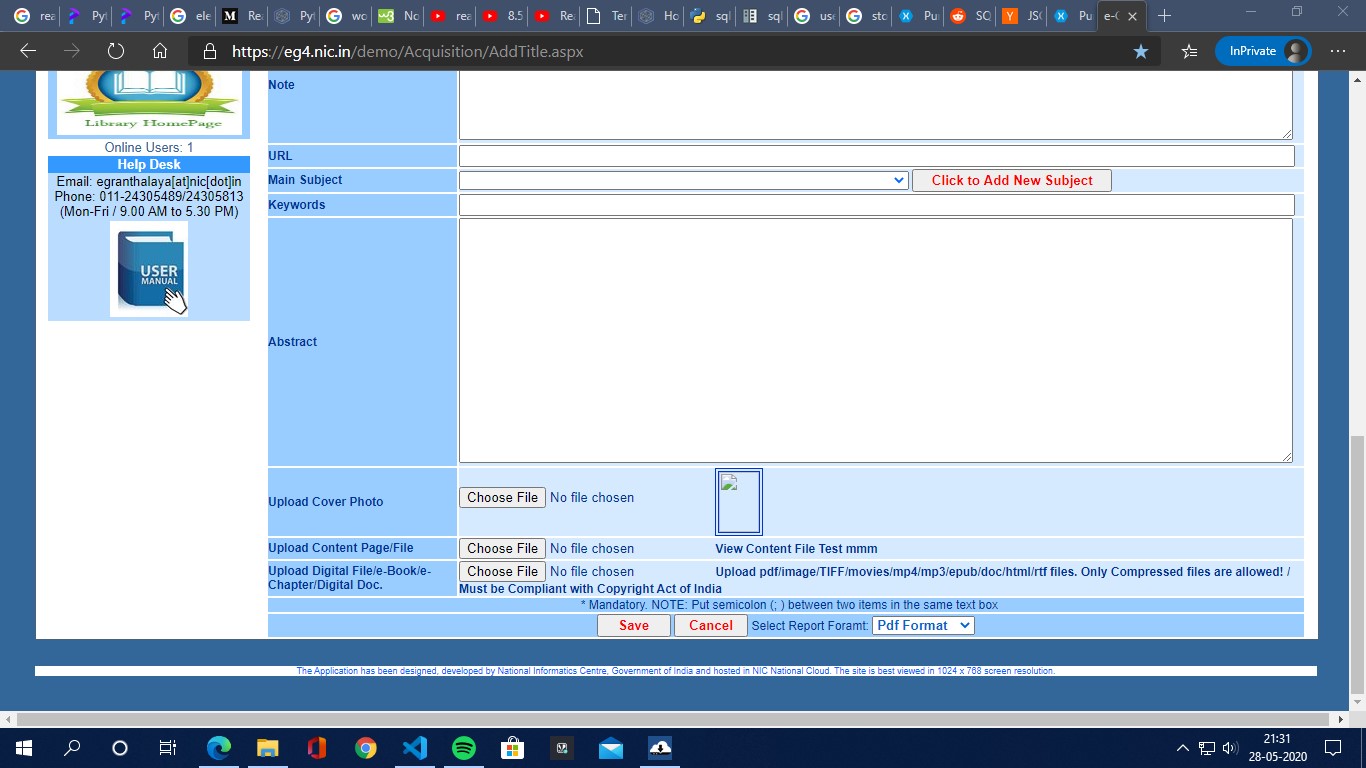 rea
Pyt
Pyt
ele
Rea
Pyt
wo
No
rea
8.5
Rea
Ter
Ho
sql
sql
use
sto
Pu
SQ
JSO
Pu
e-G
https://eg4.nic.in/demo/Acquisition/AddTitle.aspx
InPrivate
Library HomePage
Online Users: 1
Help Desk
Email: egranthalaya[at]nic[dot]in
Phone: 011-24305489/24305813
(Mon-Fri / 9.00 AM to 5.30 PM)
USER
MANUAL
Note
URL
Main Subject Click to Add New Subject
Keywords
Abstract
Upload Cover Photo Choose File No file chosen
Upload Content Page/File Choose File No file chosen View Content File Test mmm
Upload Digital File/e-Book/e-
Chapter/Digital Doc.
Choose File No file chosen Upload pdf/image/TIFF/movies/mp4/mp3/epub/doc/html/rtf files. Only Compressed files are allowed! /
Must be Compliant with Copyright Act of India
* Mandatory. NOTE: Put semicolon (; ) between two items in the same text box
Save Cancel Select Report Foramt: Pdf Format
The Application has been designed, developed by National Informatics Centre, Government of India and hosted in NIC National Cloud. The site is best viewed in 1024 x 768 screen resolution.
21:31
28-05-2020